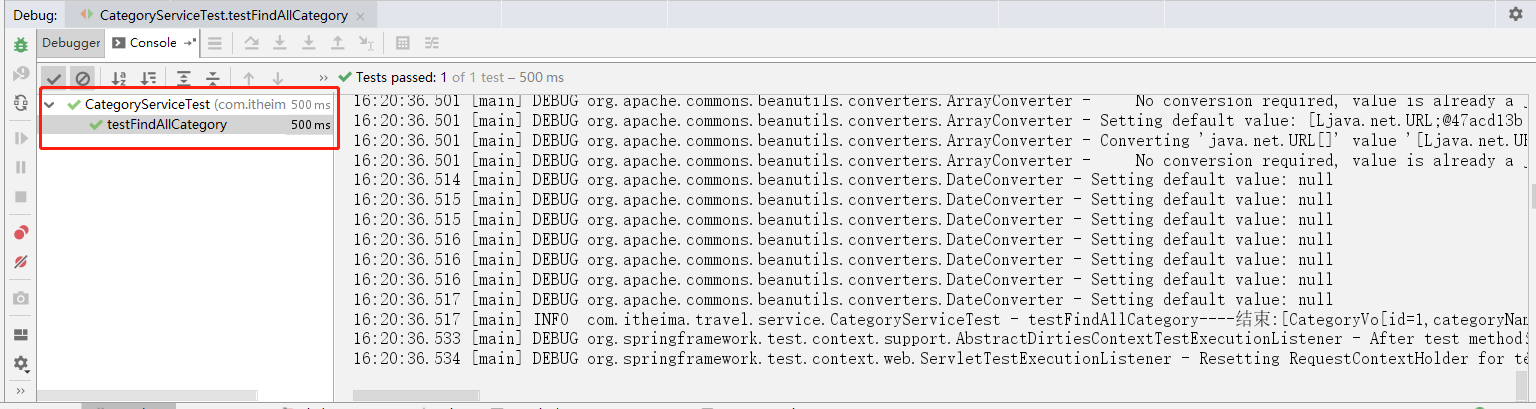 Debug: CategoryServiceTest.testFindAllCategory
Debugger Console
Tests passed: 1 of 1 test – 500 ms
CategoryServiceTest (com.itheim 500 ms
testFindAllCategory 500 ms
16:20:36.501 [main] DEBUG org.apache.commons.beanutils.converters.ArrayConverter - No conversion required, value is already a
16:20:36.501 [main] DEBUG org.apache.commons.beanutils.converters.ArrayConverter - Setting default value: [Ljava.net.URL;@47acd13b
16:20:36.501 [main] DEBUG org.apache.commons.beanutils.converters.ArrayConverter - Converting 'java.net.URL[]' value '[Ljava.net.UR
16:20:36.501 [main] DEBUG org.apache.commons.beanutils.converters.ArrayConverter - No conversion required, value is already a
16:20:36.514 [main] DEBUG org.apache.commons.beanutils.converters.DateConverter - Setting default value: null
16:20:36.515 [main] DEBUG org.apache.commons.beanutils.converters.DateConverter - Setting default value: null
16:20:36.515 [main] DEBUG org.apache.commons.beanutils.converters.DateConverter - Setting default value: null
16:20:36.516 [main] DEBUG org.apache.commons.beanutils.converters.DateConverter - Setting default value: null
16:20:36.516 [main] DEBUG org.apache.commons.beanutils.converters.DateConverter - Setting default value: null
16:20:36.516 [main] DEBUG org.apache.commons.beanutils.converters.DateConverter - Setting default value: null
16:20:36.517 [main] DEBUG org.apache.commons.beanutils.converters.DateConverter - Setting default value: null
16:20:36.517 [main] INFO com.itheima.travel.service.CategoryServiceTest - testFindAllCategory----结束:[CategoryVo[id=1,categoryNam
16:20:36.533 [main] DEBUG org.springframework.test.context.support.AbstractDirtiesContextTestExecutionListener - After test method:
16:20:36.534 [main] DEBUG org.springframework.test.context.web.ServletTestExecutionListener - Resetting RequestContextHolder for te